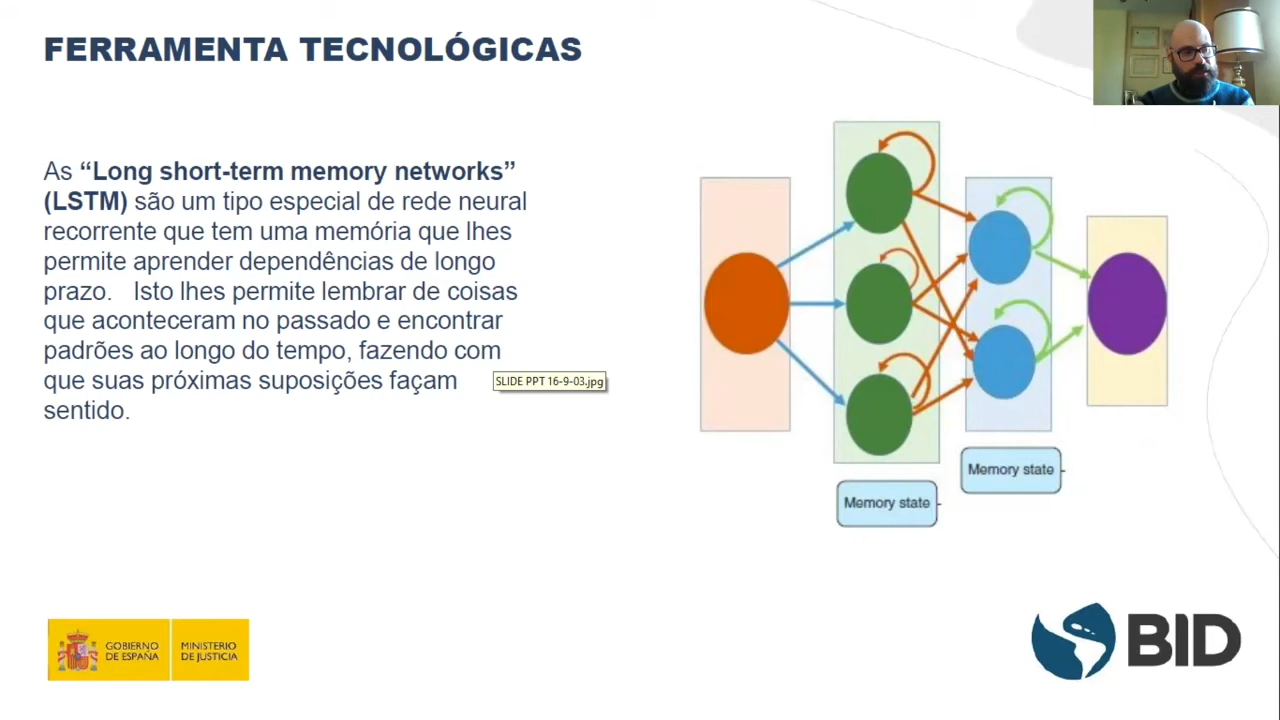 FERRAMENTA TECNOLÓGICAS
As “Long short-term memory networks”
(LSTM) são um tipo especial de rede neural
recorrente que tem uma memória que lhes
permite aprender dependências de longo
prazo.   Isto lhes permite lembrar de coisas
que aconteceram no passado e encontrar
padrões ao longo do tempo, fazendo com
que suas próximas suposições façam
sentido.
SLIDE PPT 16-9-03.jpg
Memory state
Memory state
GOBIERNO
DE ESPAÑA
MINISTERIO
DE JUSTICIA
BID